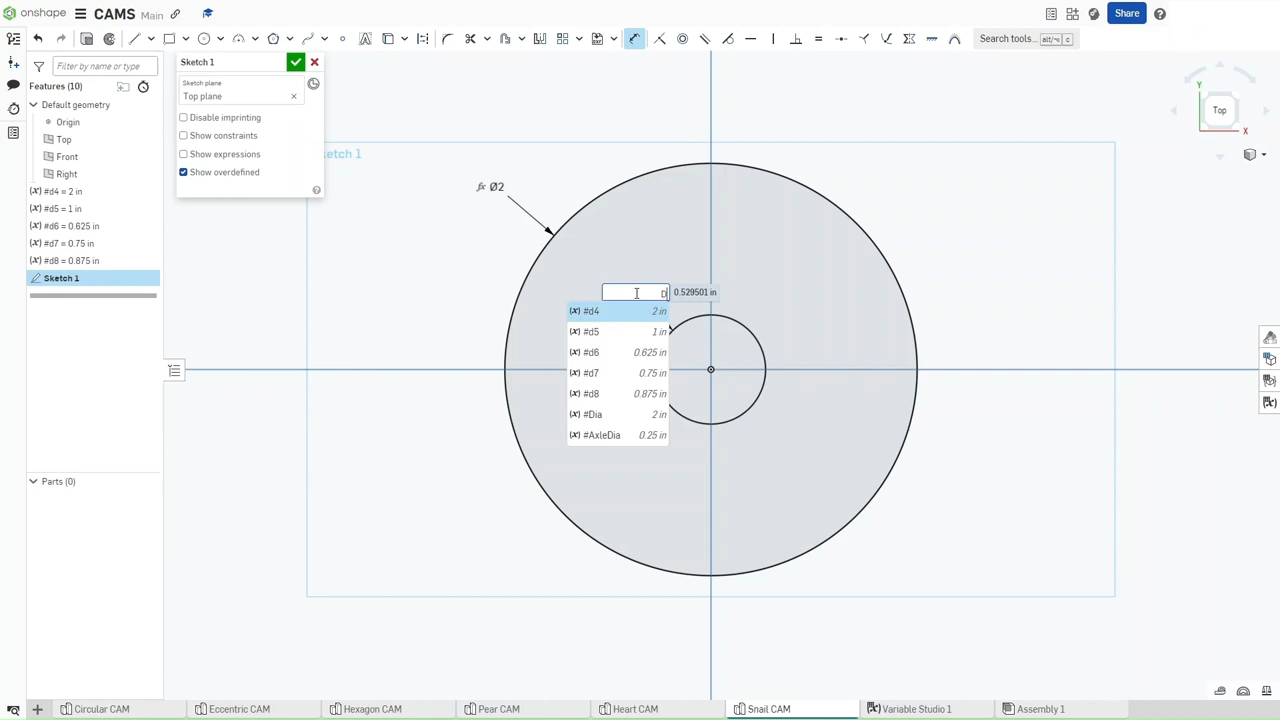 onshape
CAMS Main
Share
Search tools... alt/⌥ c
Sketch 1
Sketch plane
Top plane
Disable imprinting
Show constraints
Show expressions
Show overdefined
Filter by name or type
Features (10)
Default geometry
Origin
Top
Front
Right
(x) #d4 = 2 in
(x) #d5 = 1 in
(x) #d6 = 0.625 in
(x) #d7 = 0.75 in
(x) #d8 = 0.875 in
Sketch 1
Parts (0)
ketch 1
fx Ø2
D 0.529501 in
(x) #d4 2 in
(x) #d5 1 in
(x) #d6 0.625 in
(x) #d7 0.75 in
(x) #d8 0.875 in
(x) #Dia 2 in
(x) #AxleDia 0.25 in
Y
Top
X
(x)
Circular CAM
Eccentric CAM
Hexagon CAM
Pear CAM
Heart CAM
Snail CAM
(x) Variable Studio 1
Assembly 1